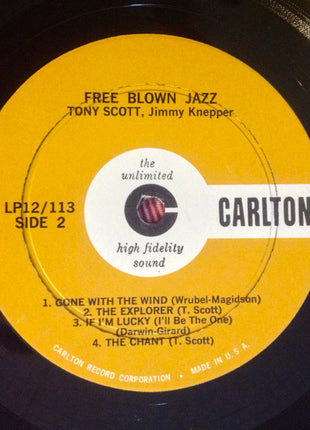 FREE BLOWN JAZZ
TONY SCOTT, Jimmy Knepper
the
unlimited
LP12/113
SIDE 2
C CARLTON
high fidelity
sound
1. GONE WITH THE WIND (Wrubel-Magidson)
2. THE EXPLORER (T. Scott)
3. IF I'M LUCKY (I'll Be The One)
(Darwin-Girard)
4. THE CHANT (T. Scott)
CARLTON RECORD CORPORATION • MADE IN U.S.A.